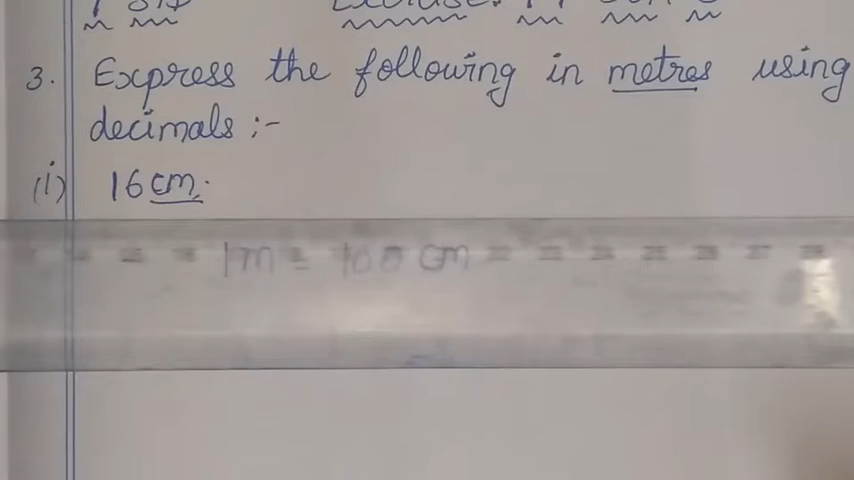 3. Express the following in metres using
decimals :-
(i) 16 cm.
1m = 100 cm